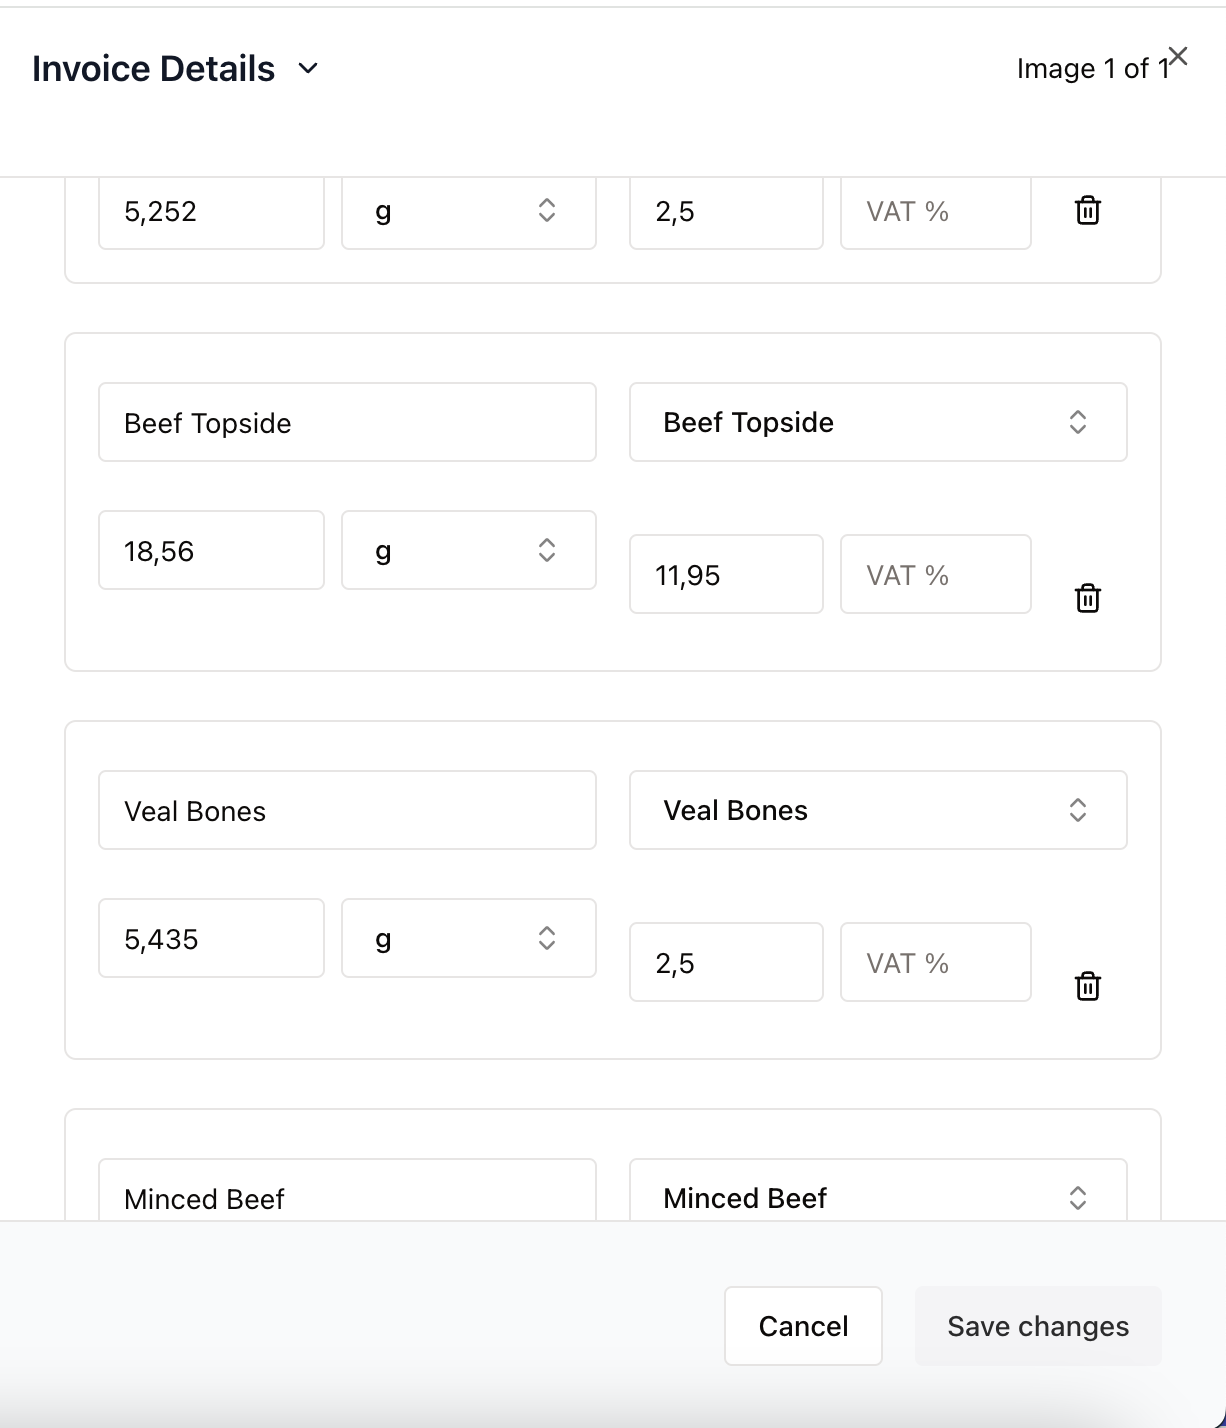 Invoice Details
Image 1 of 1
5,252 g 2,5 VAT %
Beef Topside Beef Topside
18,56 g 11,95 VAT %
Veal Bones Veal Bones
5,435 g 2,5 VAT %
Minced Beef Minced Beef
Cancel Save changes